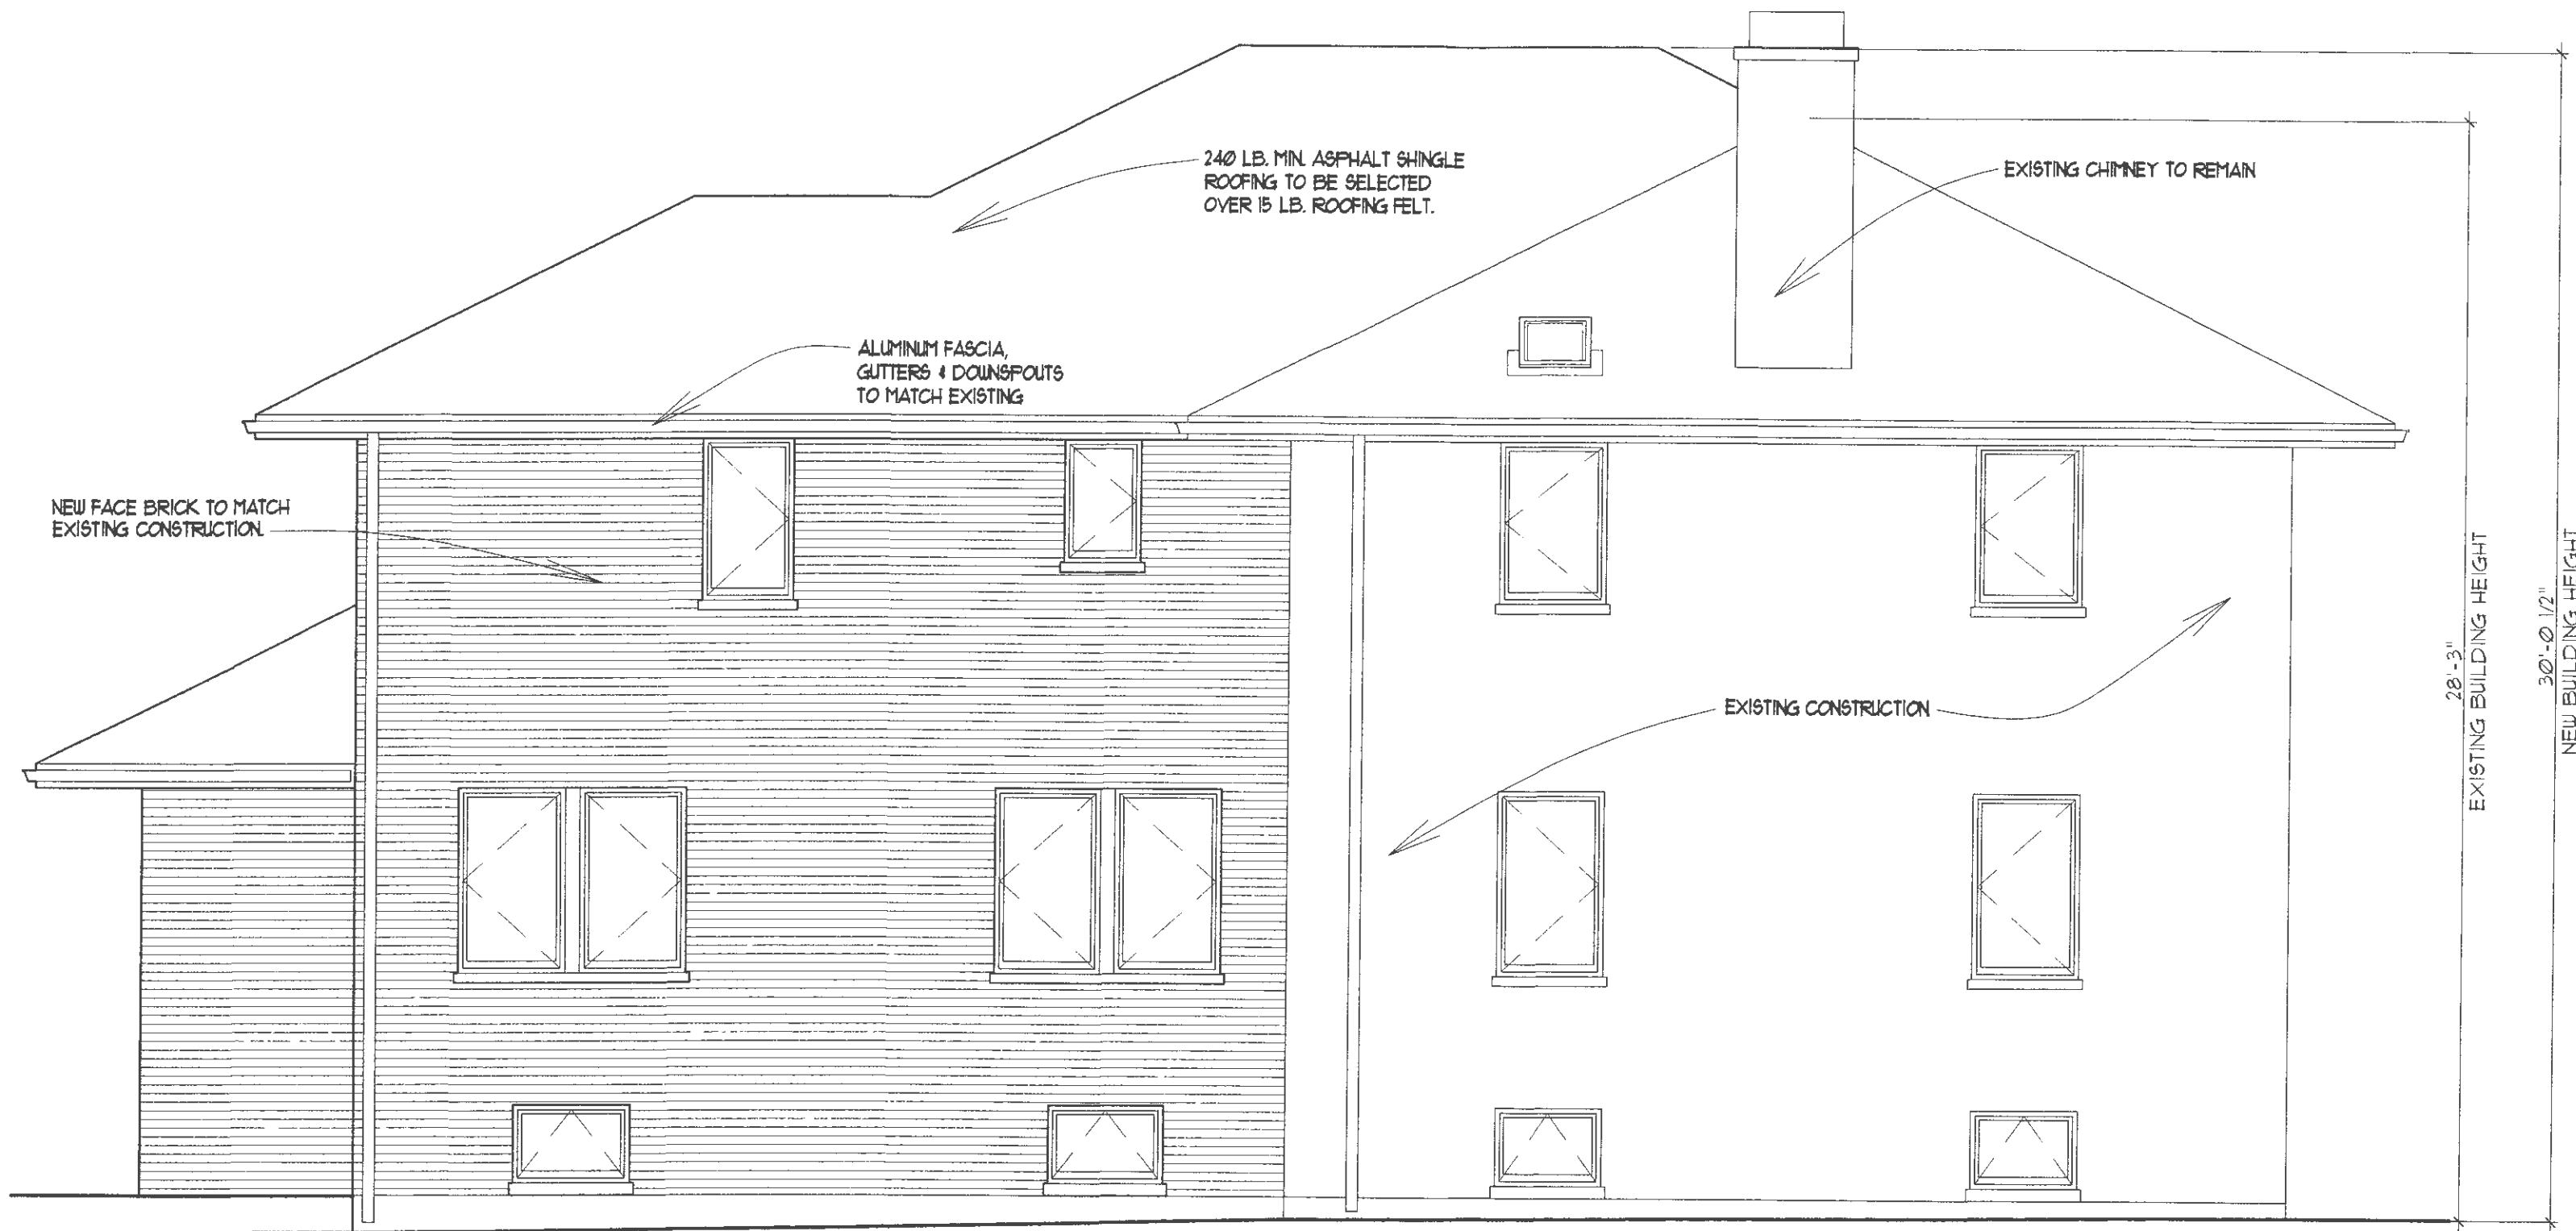 240 LB. MIN. ASPHALT SHINGLE
ROOFING TO BE SELECTED
OVER 15 LB. ROOFING FELT.
EXISTING CHIMNEY TO REMAIN
ALUMINUM FASCIA,
GUTTERS & DOWNSPOUTS
TO MATCH EXISTING
NEW FACE BRICK TO MATCH
EXISTING CONSTRUCTION.
EXISTING CONSTRUCTION
28'-3"
EXISTING BUILDING HEIGHT
30'-0 1/2"
NEW BUILDING HEIGHT